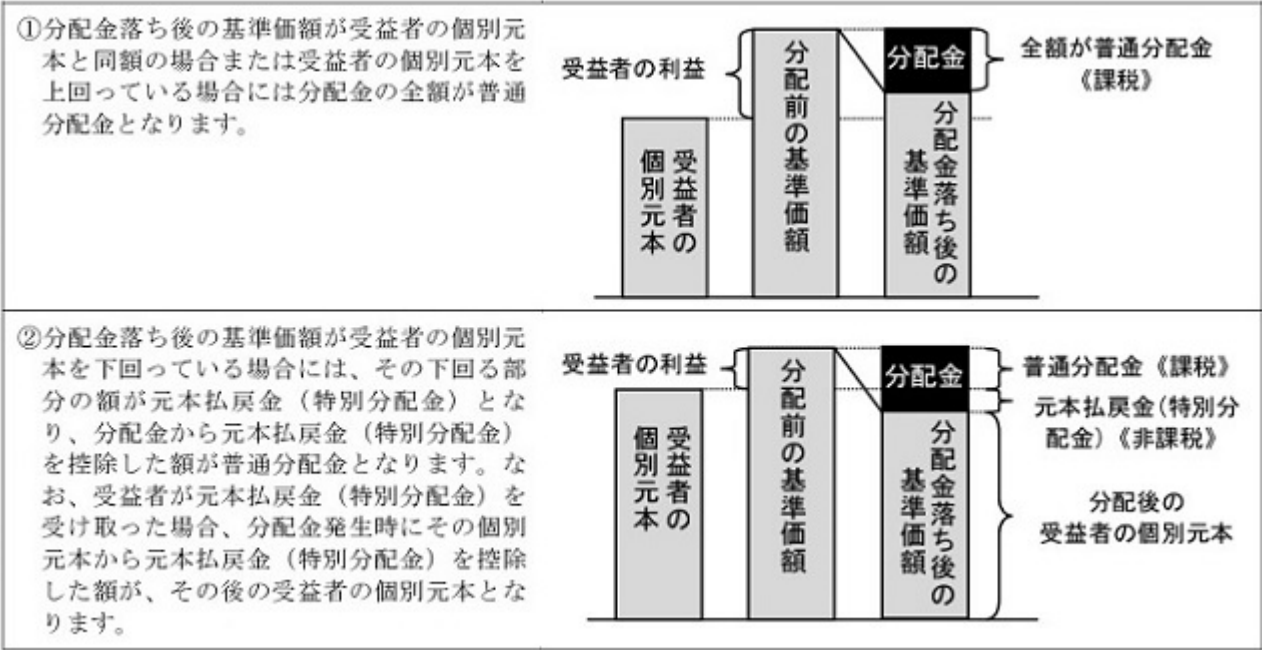 ①分配金落ち後の基準価額が受益者の個別元
本と同額の場合または受益者の個別元本を
上回っている場合には分配金の全額が普通
分配金となります。
受益者の利益
受益者の
個別元本
分配前の基準価額
分配金
分配金落ち後の
基準価額
全額が普通分配金
《課税》
②分配金落ち後の基準価額が受益者の個別元
本を下回っている場合には、その下回る部
分の額が元本払戻金（特別分配金）とな
り、分配金から元本払戻金（特別分配金）
を控除した額が普通分配金となります。な
お、受益者が元本払戻金（特別分配金）を
受け取った場合、分配金発生時にその個別
元本から元本払戻金（特別分配金）を控除
した額が、その後の受益者の個別元本とな
ります。
受益者の利益
受益者の
個別元本
分配前の基準価額
分配金
分配金落ち後の
基準価額
普通分配金《課税》
元本払戻金(特別分
配金)《非課税》
分配後の
受益者の個別元本